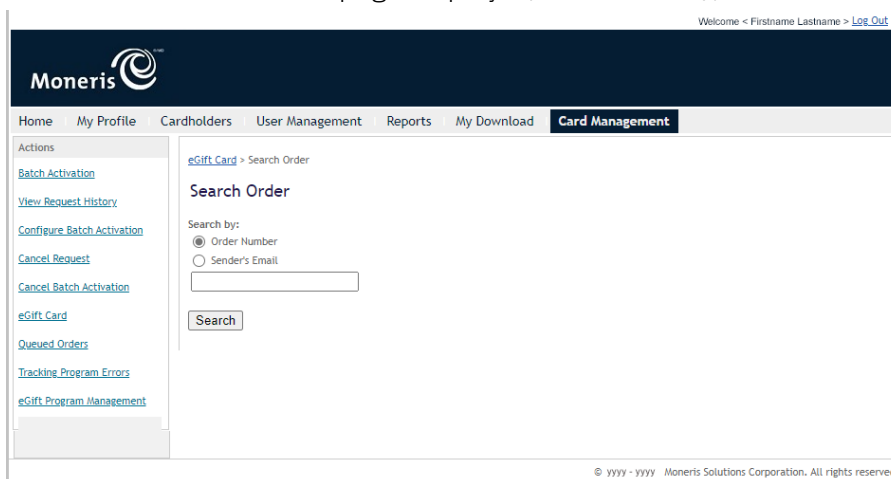 Welcome < Firstname Lastname > Log Out
Moneris
Home My Profile Cardholders User Management Reports My Download Card Management
Actions
Batch Activation
View Request History
Configure Batch Activation
Cancel Request
Cancel Batch Activation
eGift Card
Queued Orders
Tracking Program Errors
eGift Program Management
eGift Card > Search Order
Search Order
Search by:
Order Number
Sender's Email
Search
© yyyy - yyyy Moneris Solutions Corporation. All rights